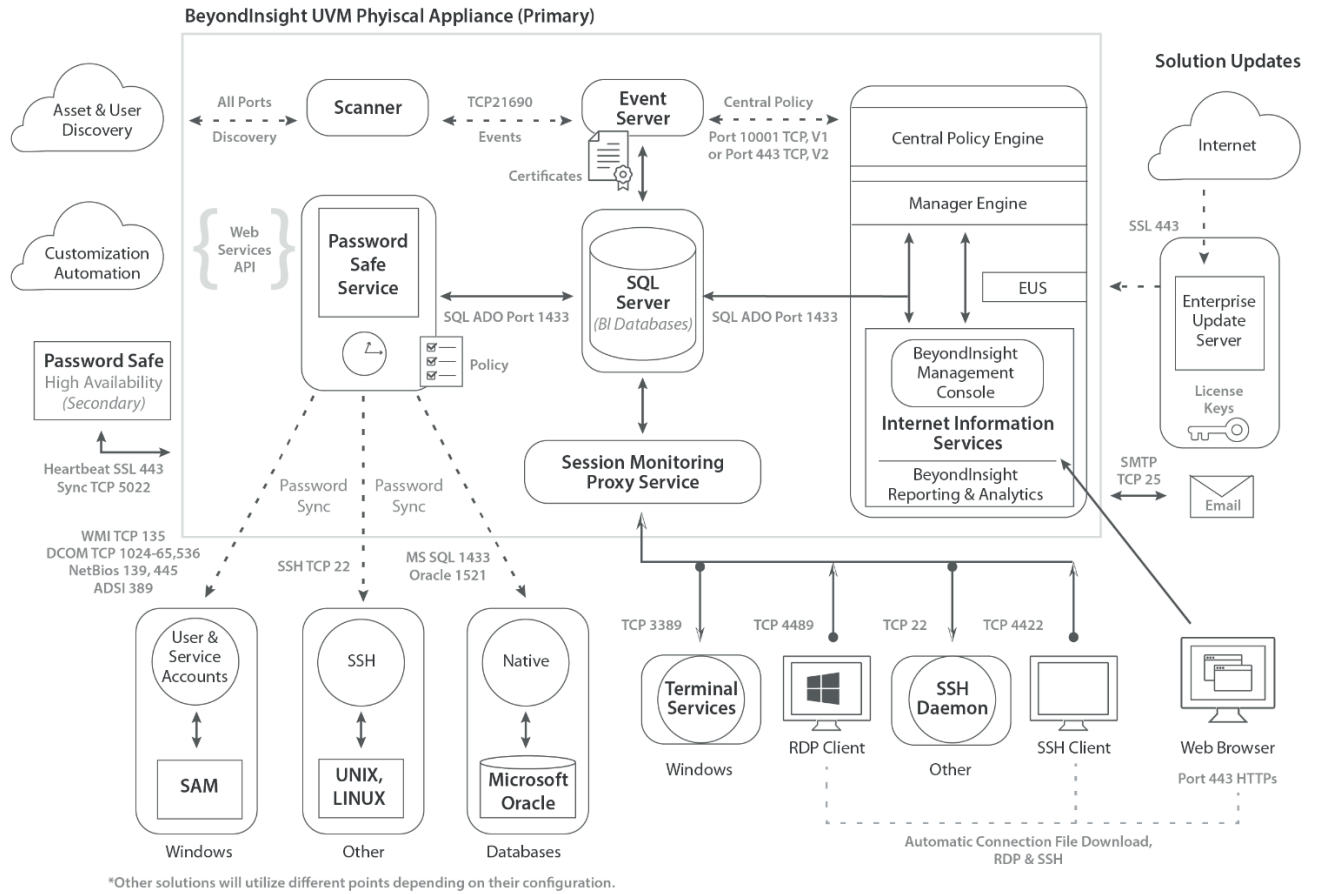 BeyondInsight UVM Phyiscal Appliance (Primary)
Solution Updates
Asset & User
Discovery
All Ports
Discovery
Scanner
TCP21690
Events
Event
Server
Certificates
Central Policy
Port 10001 TCP, V1
or Port 443 TCP, V2
Central Policy Engine
Manager Engine
Internet
SSL 443
Customization
Automation
Web
Services
API
Password
Safe
Service
SQL ADO Port 1433
SQL
Server
(BI Databases)
SQL ADO Port 1433
EUS
Enterprise
Update
Server
License
Keys
Policy
BeyondInsight
Management
Console
Internet Information
Services
BeyondInsight
Reporting & Analytics
Password Safe
High Availability
(Secondary)
Heartbeat SSL 443
Sync TCP 5022
Session Monitoring
Proxy Service
SMTP
TCP 25
Email
Password
Sync
Password
Sync
WMI TCP 135
DCOM TCP 1024-65,536
NetBios 139, 445
ADSI 389
SSH TCP 22
MS SQL 1433
Oracle 1521
User &
Service
Accounts
SAM
Windows
SSH
UNIX,
LINUX
Other
Native
Microsoft
Oracle
Databases
TCP 3389
TCP 4489
TCP 22
TCP 4422
Terminal
Services
Windows
RDP Client
SSH
Daemon
Other
SSH Client
Web Browser
Port 443 HTTPs
Automatic Connection File Download,
RDP & SSH
*Other solutions will utilize different points depending on their configuration.